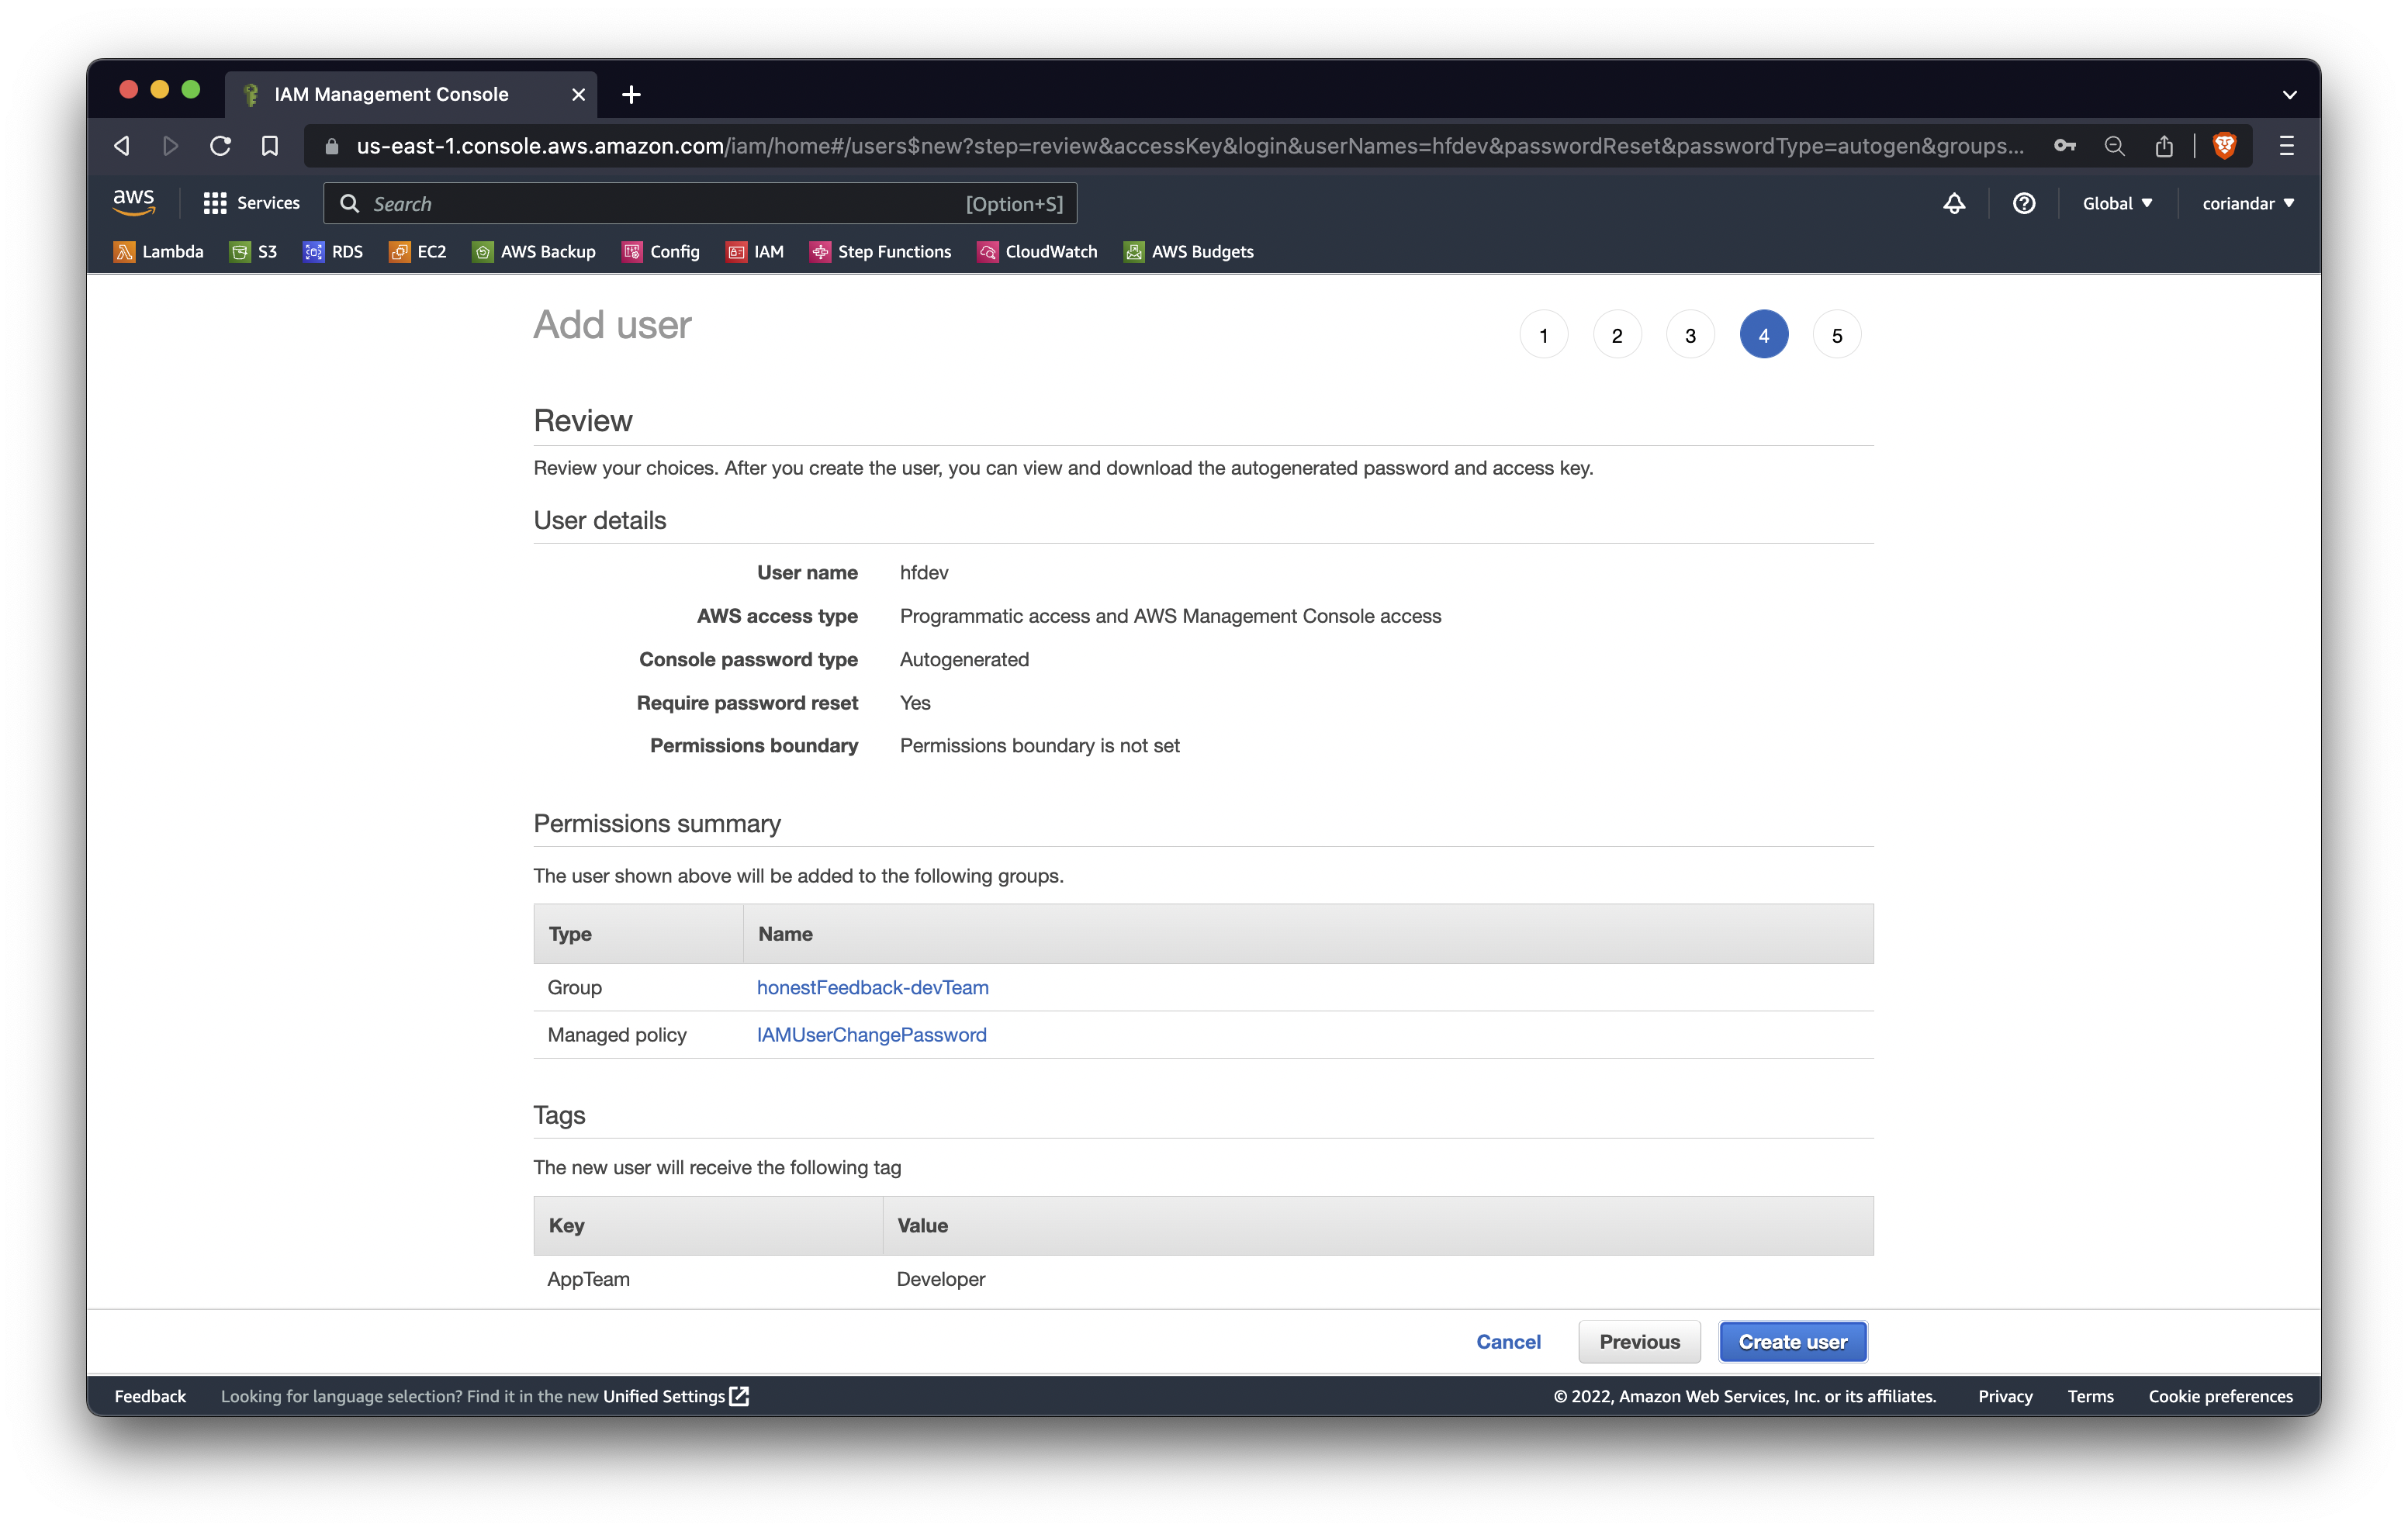 IAM Management Console
us-east-1.console.aws.amazon.com/iam/home#/users$new?step=review&accessKey&login&userNames=hfdev&passwordReset&passwordType=autogen&groups...
aws Services Search [Option+S] Global coriandar
Lambda S3 RDS EC2 AWS Backup Config IAM Step Functions CloudWatch AWS Budgets
Add user 1 2 3 4 5
Review
Review your choices. After you create the user, you can view and download the autogenerated password and access key.
User details
User name hfdev
AWS access type Programmatic access and AWS Management Console access
Console password type Autogenerated
Require password reset Yes
Permissions boundary Permissions boundary is not set
Permissions summary
The user shown above will be added to the following groups.
Type Name
Group honestFeedback-devTeam
Managed policy IAMUserChangePassword
Tags
The new user will receive the following tag
Key Value
AppTeam Developer
Cancel Previous Create user
Feedback Looking for language selection? Find it in the new Unified Settings © 2022, Amazon Web Services, Inc. or its affiliates. Privacy Terms Cookie preferences